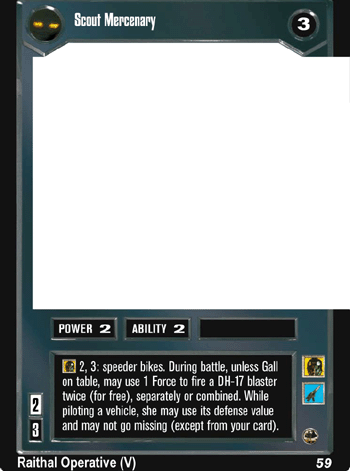 Scout Mercenary
3
POWER 2 ABILITY 2
2, 3: speeder bikes. During battle, unless Gall
on table, may use 1 Force to fire a DH-17 blaster
twice (for free), separately or combined. While
piloting a vehicle, she may use its defense value
and may not go missing (except from your card).
2
3
Raithal Operative (V) 59